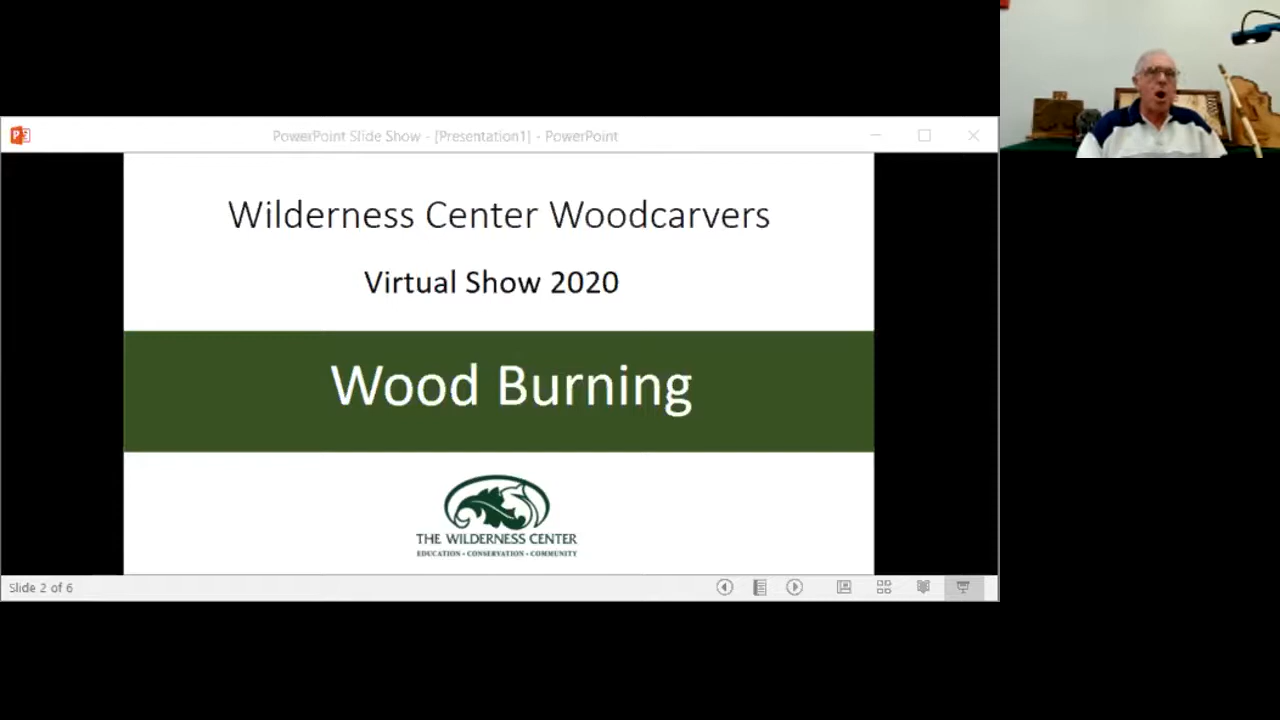 PowerPoint Slide Show - [Presentation1] - PowerPoint
Wilderness Center Woodcarvers
Virtual Show 2020
Wood Burning
THE WILDERNESS CENTER
EDUCATION • CONSERVATION • COMMUNITY
Slide 2 of 6